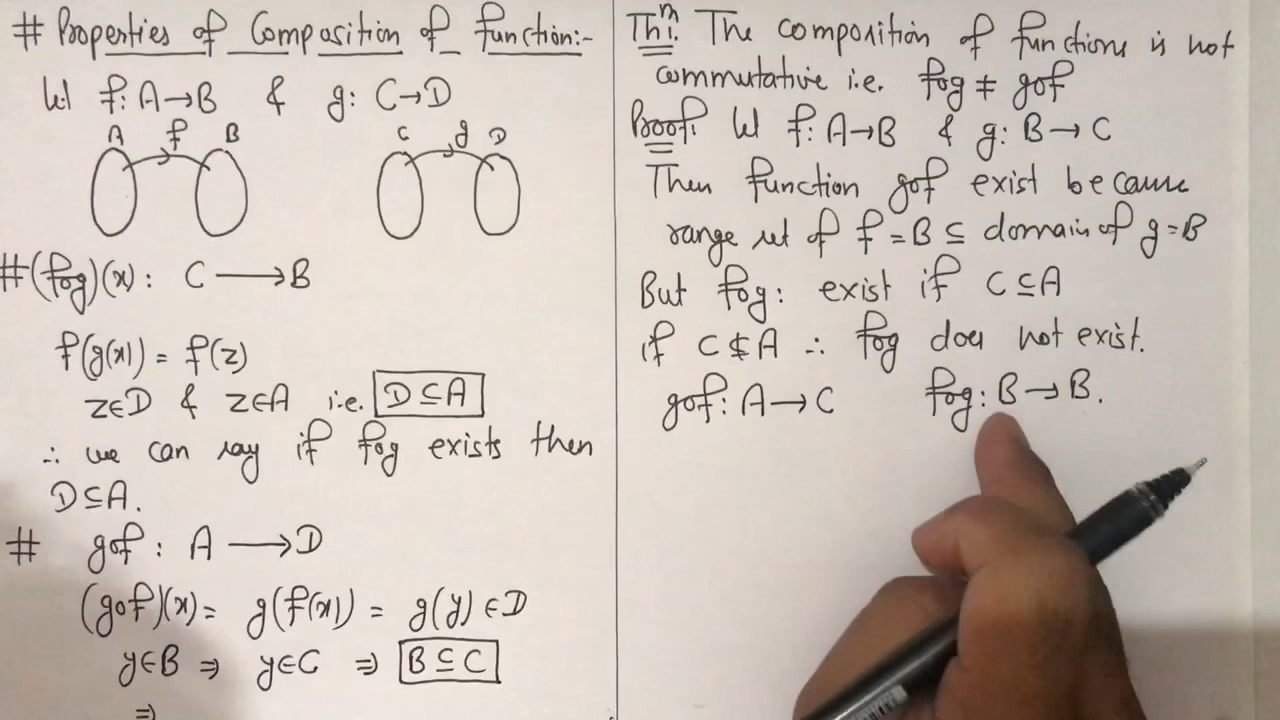 # Properties of Composition of function:-
let f: A→B & g: C→D
A f B C g D
#(fog)(x): C ⟶ B
f(g(x)) = f(z)
z∈D & z∈A i.e. D⊆A
∴ we can say if fog exists then
D⊆A.
# gof : A ⟶ D
(gof)(x) = g(f(x)) = g(y) ∈D
y∈B ⇒ y∈C ⇒ B⊆C
⇒
Thm. The composition of functions is not
commutative i.e. fog ≠ gof
Proof: let f: A→B & g: B→C
Then function gof exist because
range set of f = B ⊆ domain of g = B
But fog: exist if C⊆A
if C⊈A ∴ fog does not exist.
gof: A→C fog: B→B.